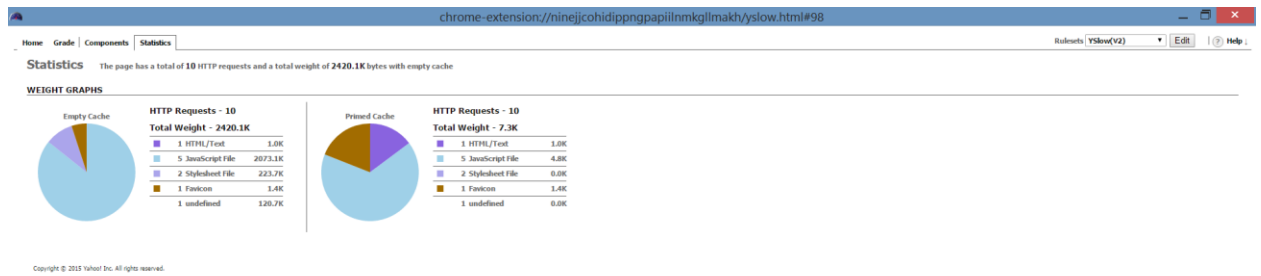 chrome-extension://ninejjcohidippngpapiilnmkgllmakh/yslow.html#98
Home Grade Components Statistics Rulesets YSlow(V2) Edit ? Help ↓
Statistics The page has a total of 10 HTTP requests and a total weight of 2420.1K bytes with empty cache
WEIGHT GRAPHS
Empty Cache
HTTP Requests - 10
Total Weight - 2420.1K
1 HTML/Text 1.0K
5 JavaScript File 2073.1K
2 Stylesheet File 223.7K
1 Favicon 1.4K
1 undefined 120.7K
Primed Cache
HTTP Requests - 10
Total Weight - 7.3K
1 HTML/Text 1.0K
5 JavaScript File 4.8K
2 Stylesheet File 0.0K
1 Favicon 1.4K
1 undefined 0.0K
Copyright © 2015 Yahoo! Inc. All rights reserved.